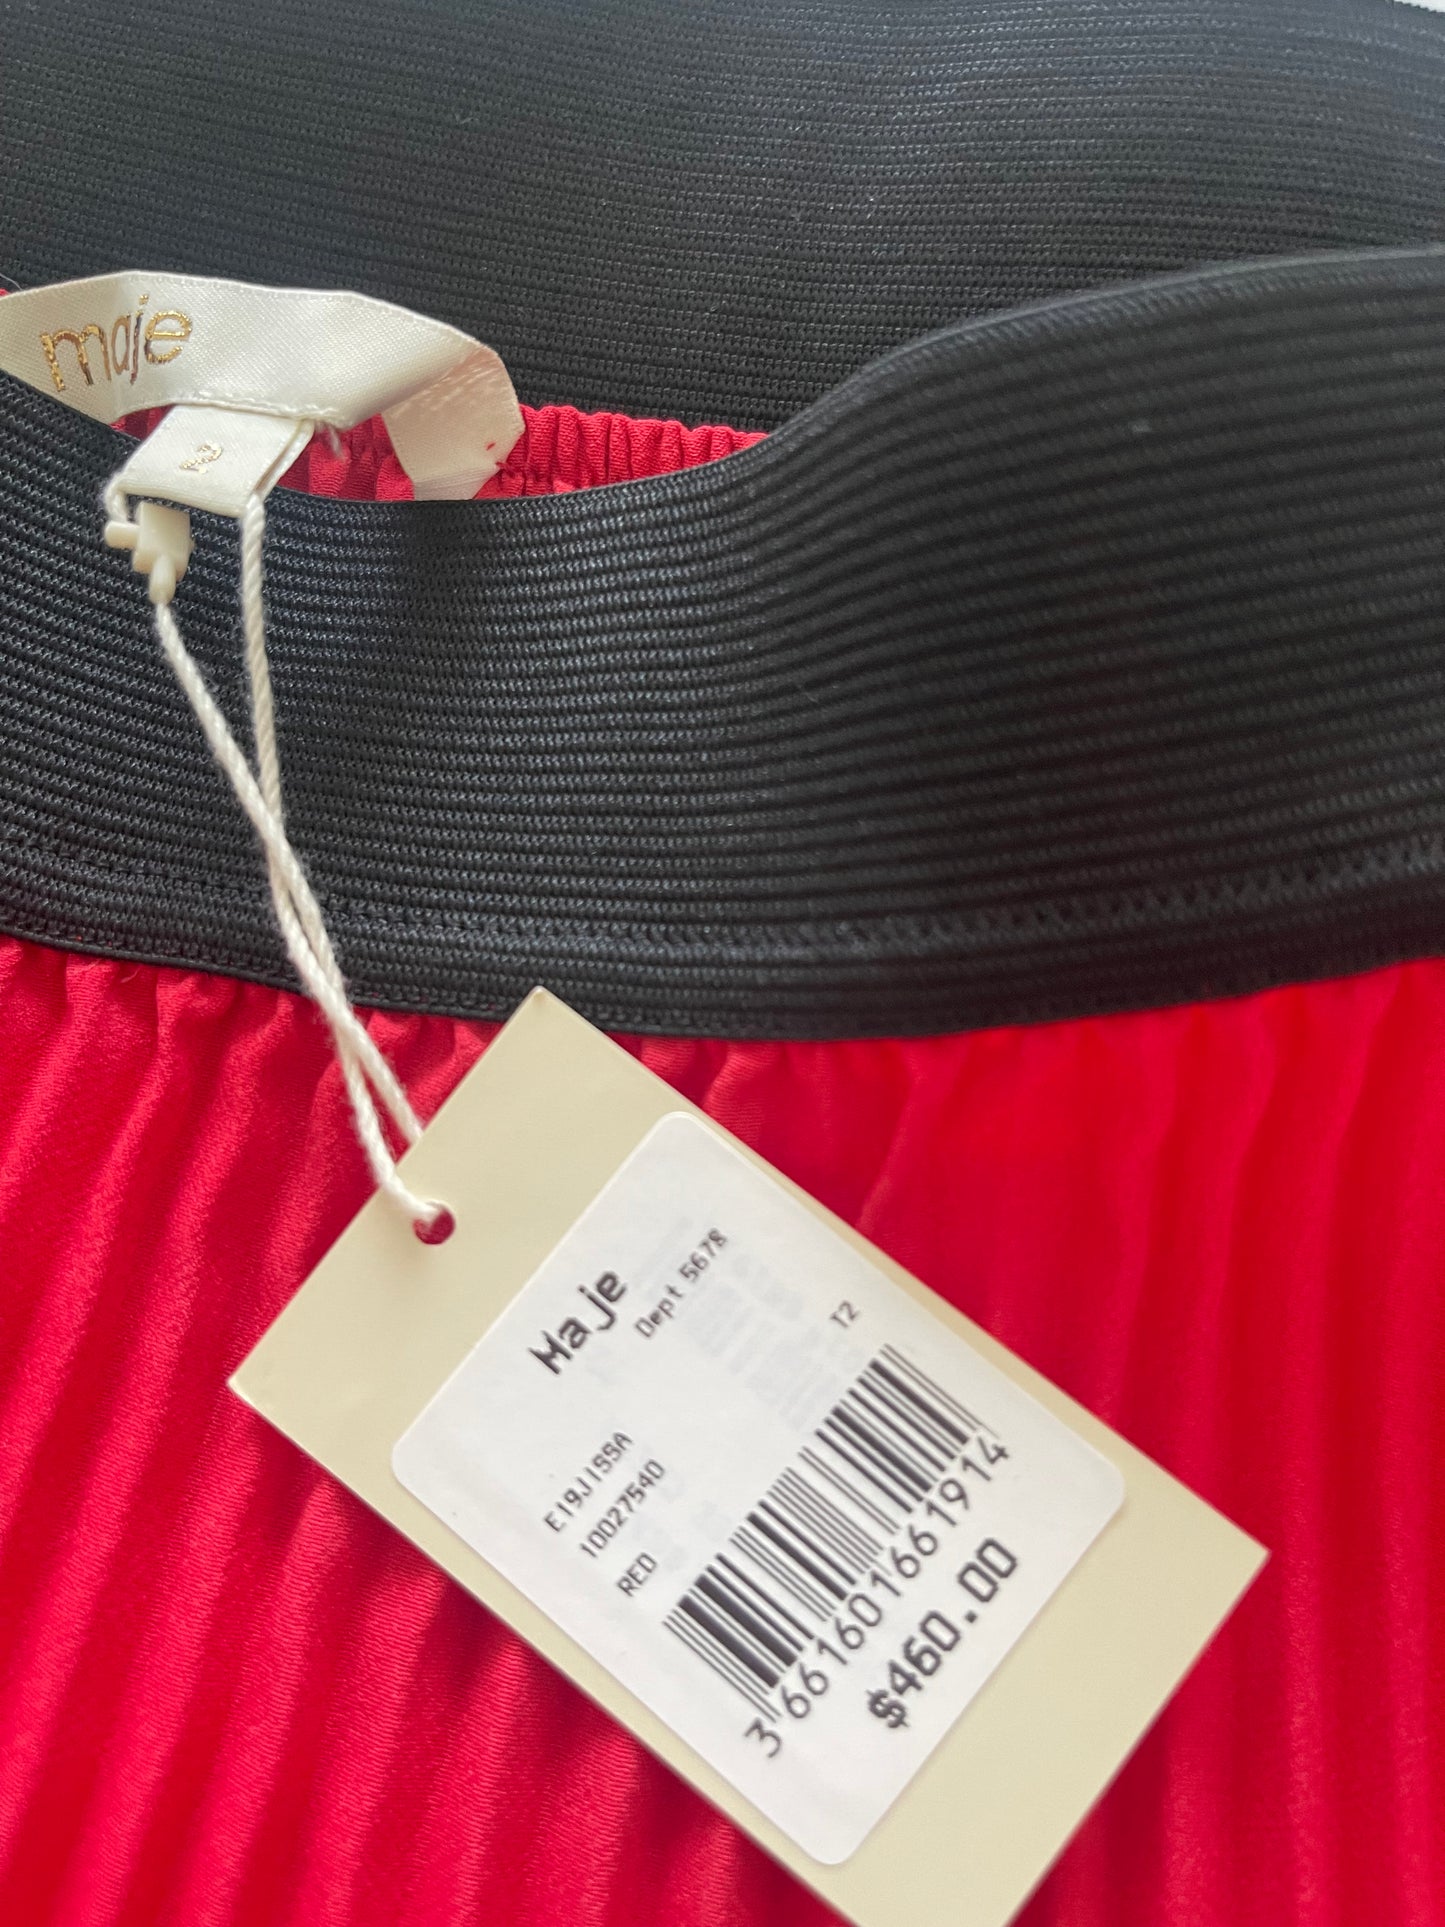 maje
2
Maje
Dept 5678
T2
E19JISSA
10027540
RED
3661601661914
$460.00